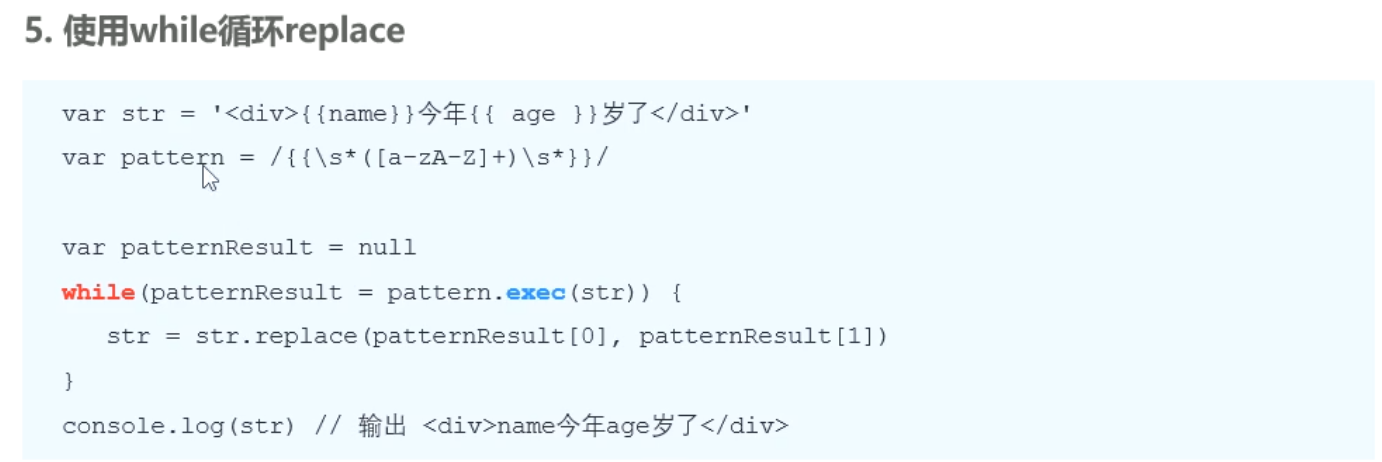 5. 使用while循环replace
var str = '<div>{{name}}今年{{ age }}岁了</div>'
var pattern = /{{\s*([a-zA-Z]+)\s*}}/
var patternResult = null
while(patternResult = pattern.exec(str)) {
str = str.replace(patternResult[0], patternResult[1])
}
console.log(str) // 输出 <div>name今年age岁了</div>